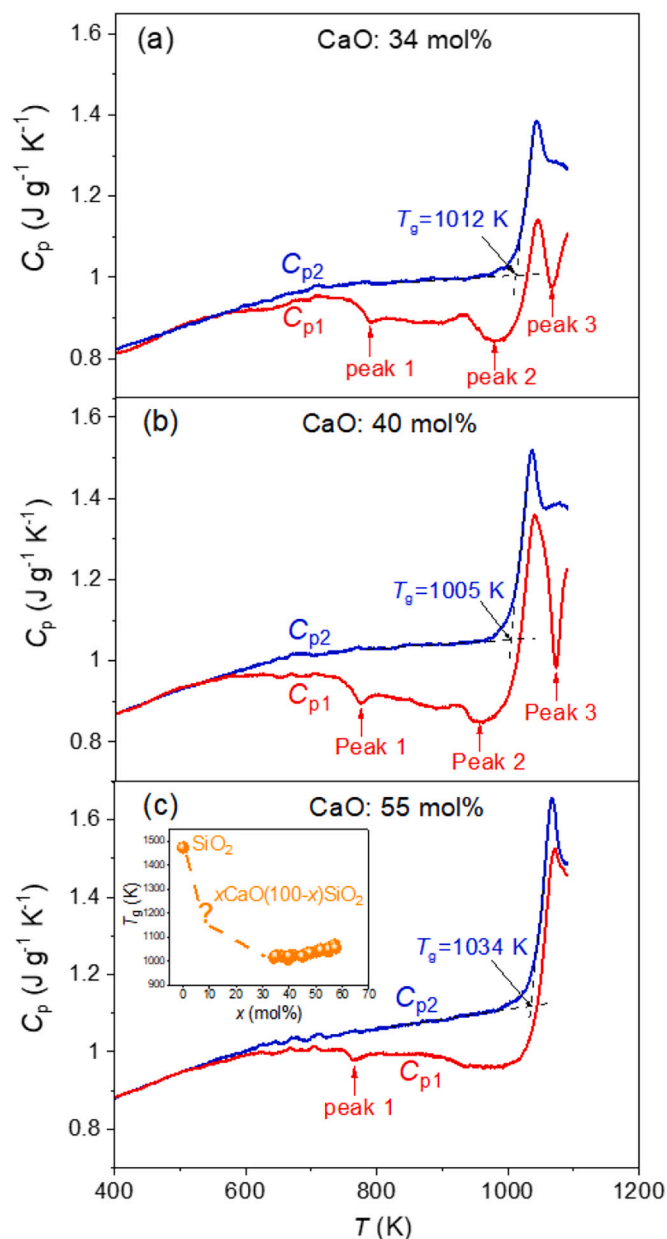 (a)
CaO: 34 mol%
1.6
1.4
1.2
1
0.8
Cp (J g-1 K-1)
Tg=1012 K
Cp2
Cp1
peak 1
peak 2
peak 3
(b)
CaO: 40 mol%
1.6
1.4
1.2
1
0.8
Cp (J g-1 K-1)
Tg=1005 K
Cp2
Cp1
Peak 1
Peak 2
Peak 3
(c)
CaO: 55 mol%
1.6
1.4
1.2
1
0.8
Cp (J g-1 K-1)
1500
1400
1300
1200
1100
1000
900
Tg (K)
SiO2
xCaO(100-x)SiO2
?
0 10 20 30 40 50 60 70
x (mol%)
Tg=1034 K
Cp2
Cp1
peak 1
400 600 800 1000 1200
T (K)